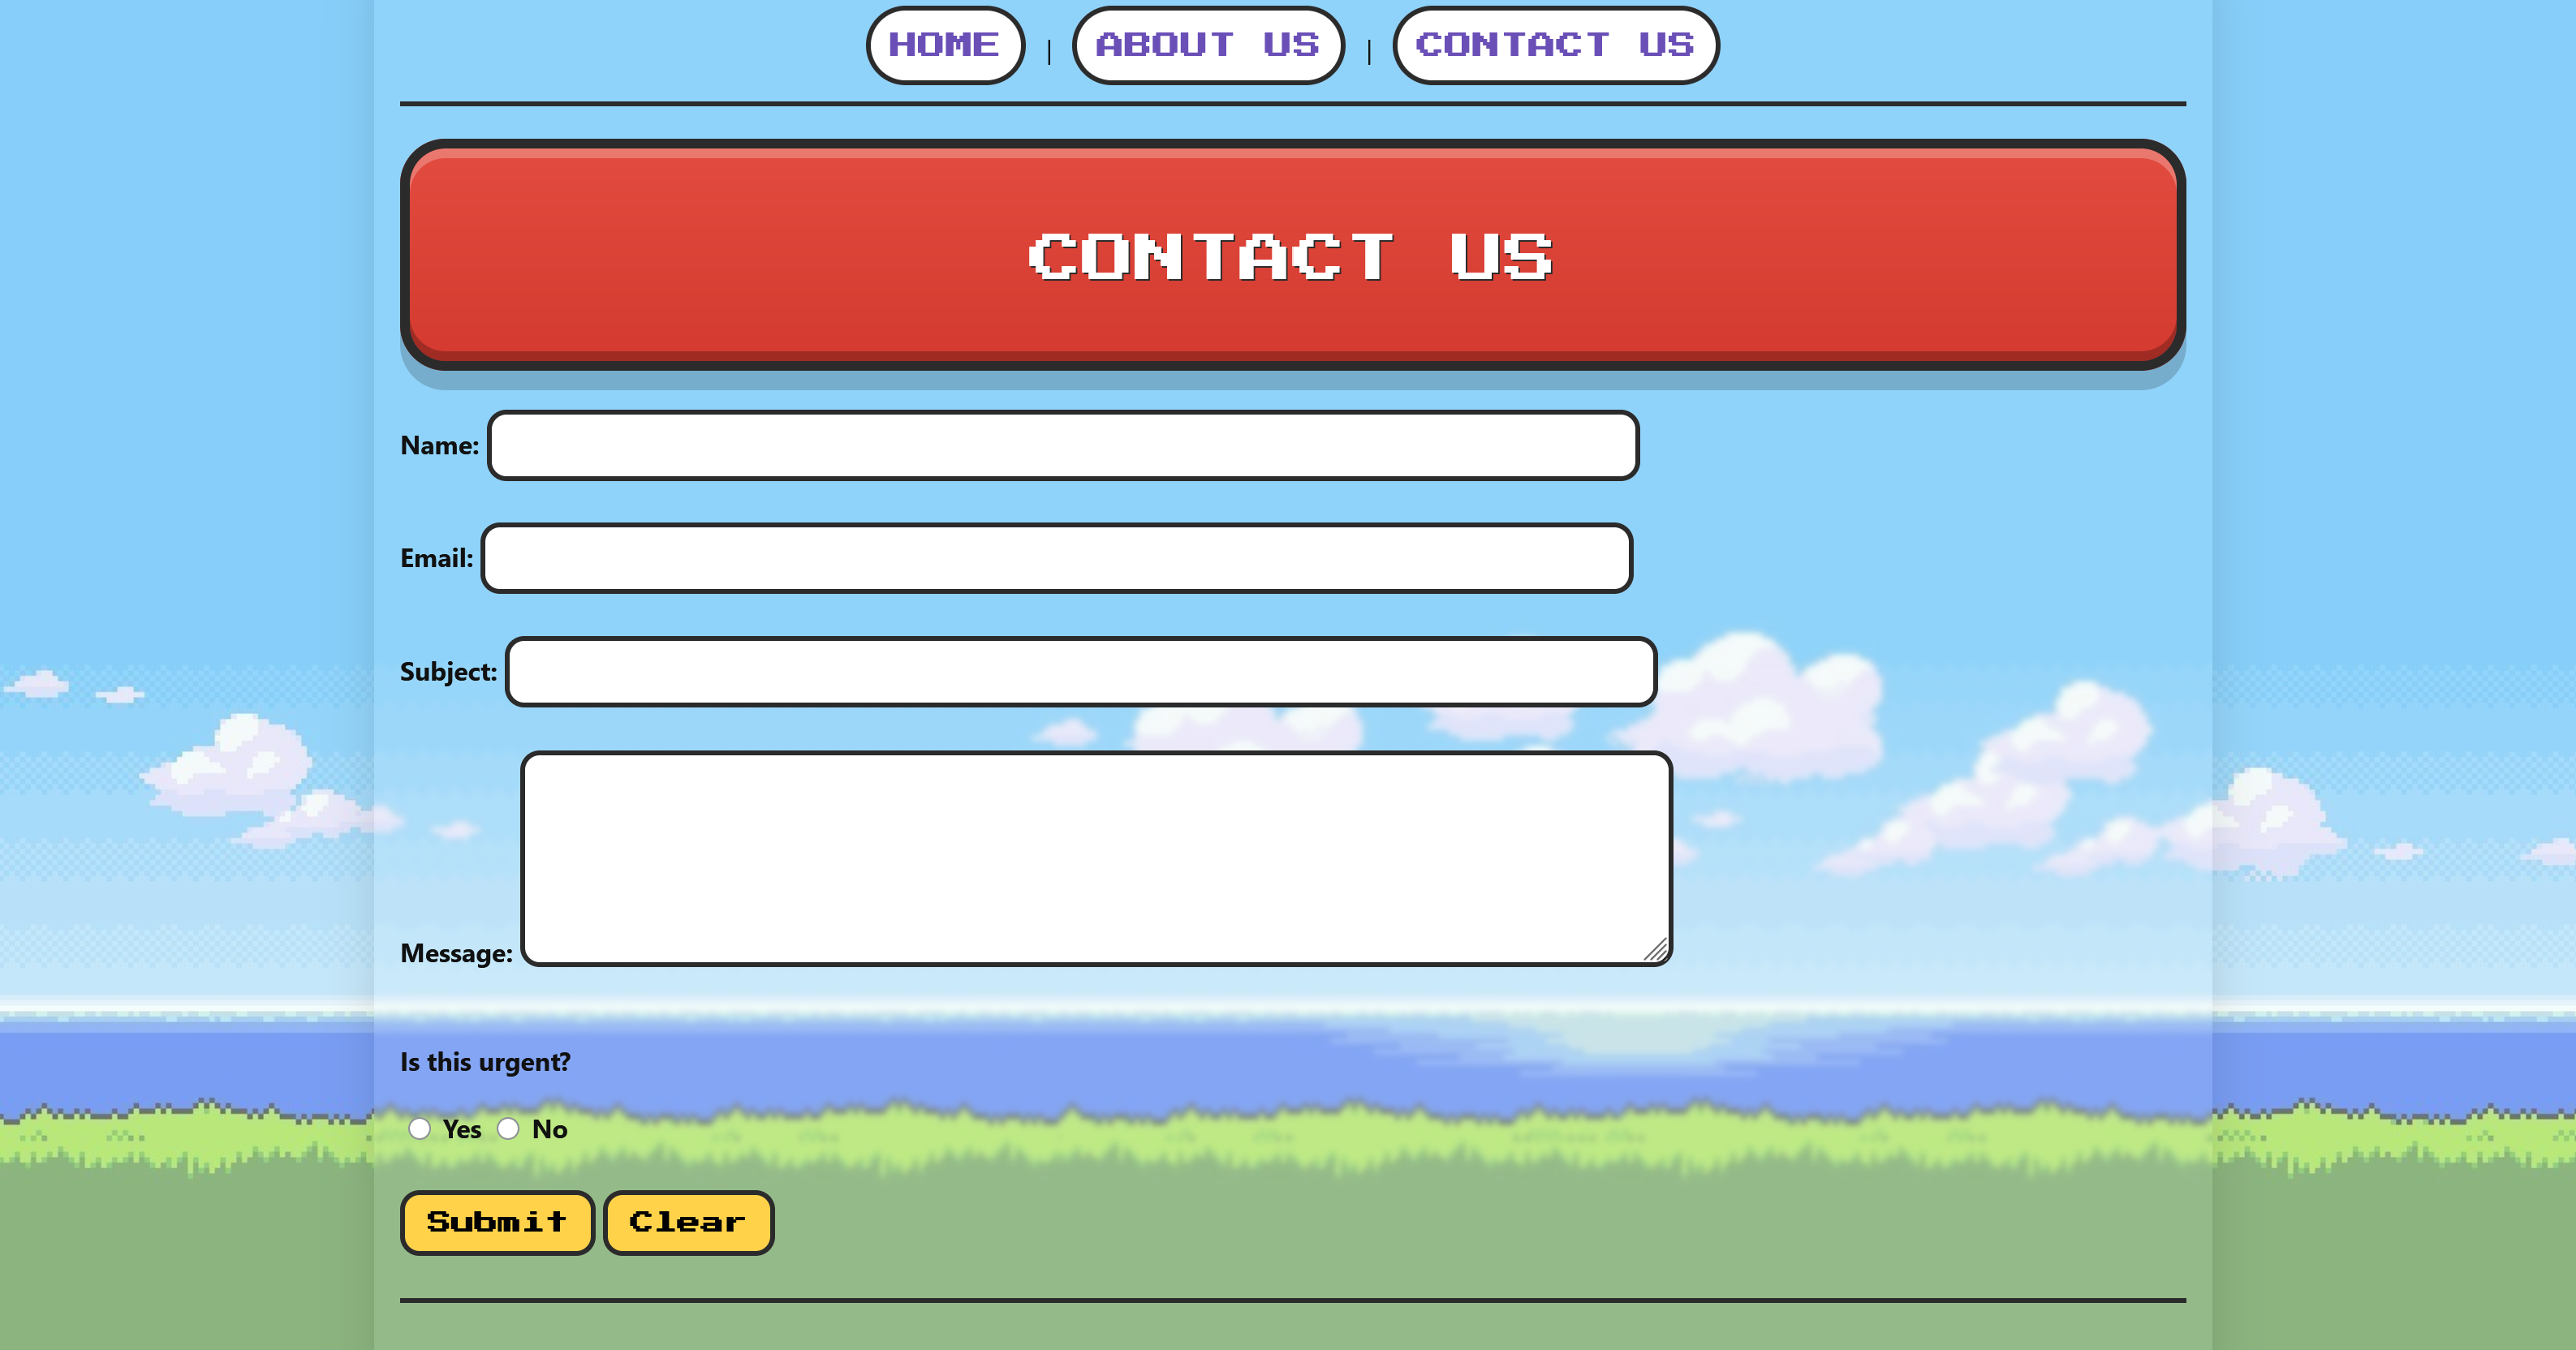 HOME | ABOUT US | CONTACT US
CONTACT US
Name:
Email:
Subject:
Message:
Is this urgent?
Yes No
Submit Clear